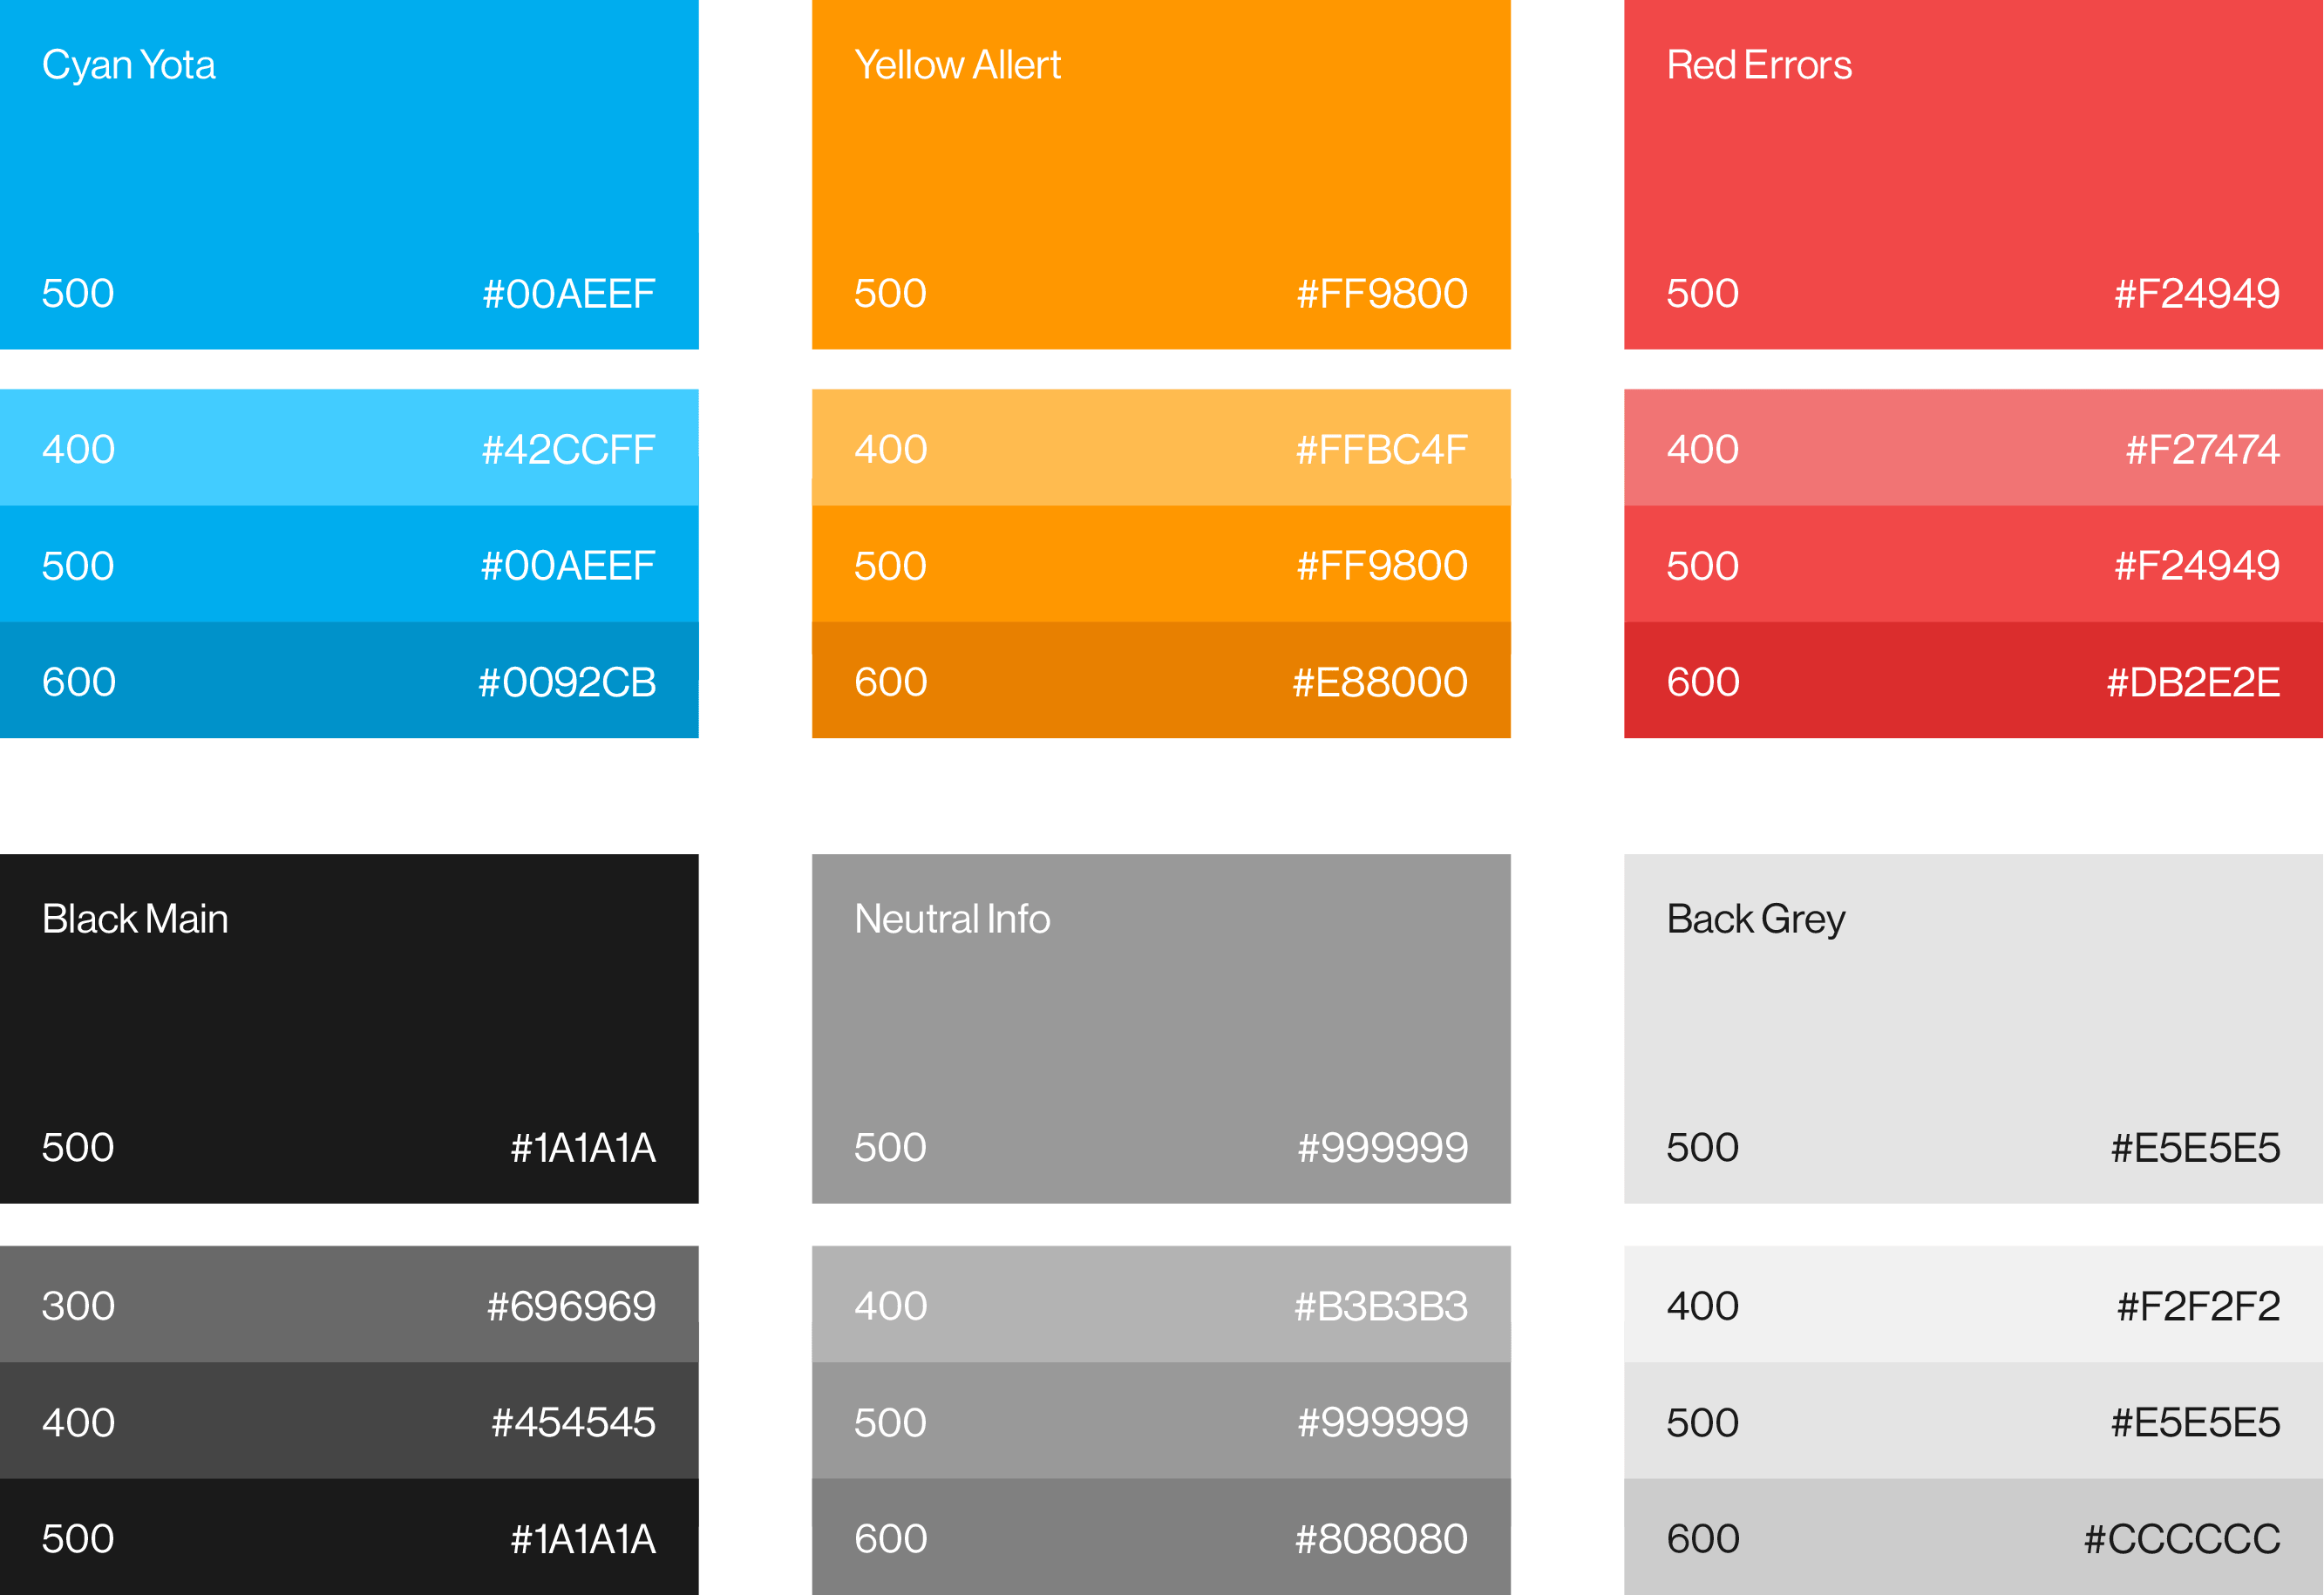 Cyan Yota
500 #00AEEF
400 #42CCFF
500 #00AEEF
600 #0092CB
Yellow Allert
500 #FF9800
400 #FFBC4F
500 #FF9800
600 #E88000
Red Errors
500 #F24949
400 #F27474
500 #F24949
600 #DB2E2E
Black Main
500 #1A1A1A
300 #696969
400 #454545
500 #1A1A1A
Neutral Info
500 #999999
400 #B3B3B3
500 #999999
600 #808080
Back Grey
500 #E5E5E5
400 #F2F2F2
500 #E5E5E5
600 #CCCCCC